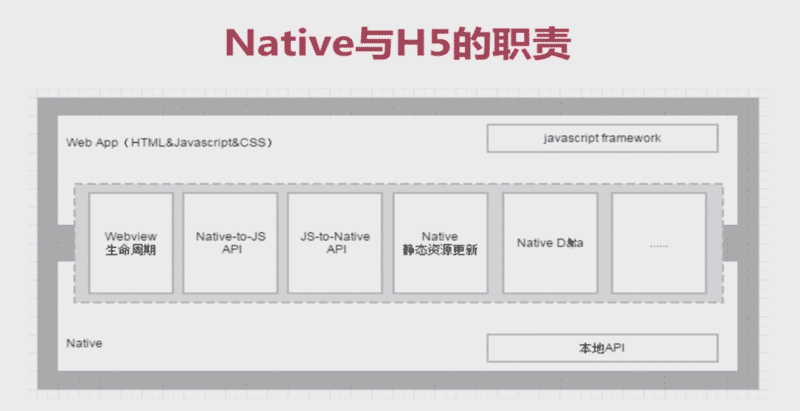 Native与H5的职责
Web App（HTML&Javascript&CSS）
javascript framework
Webview
生命周期
Native-to-JS
API
JS-to-Native
API
Native
静态资源更新
Native Data
......
Native
本地API